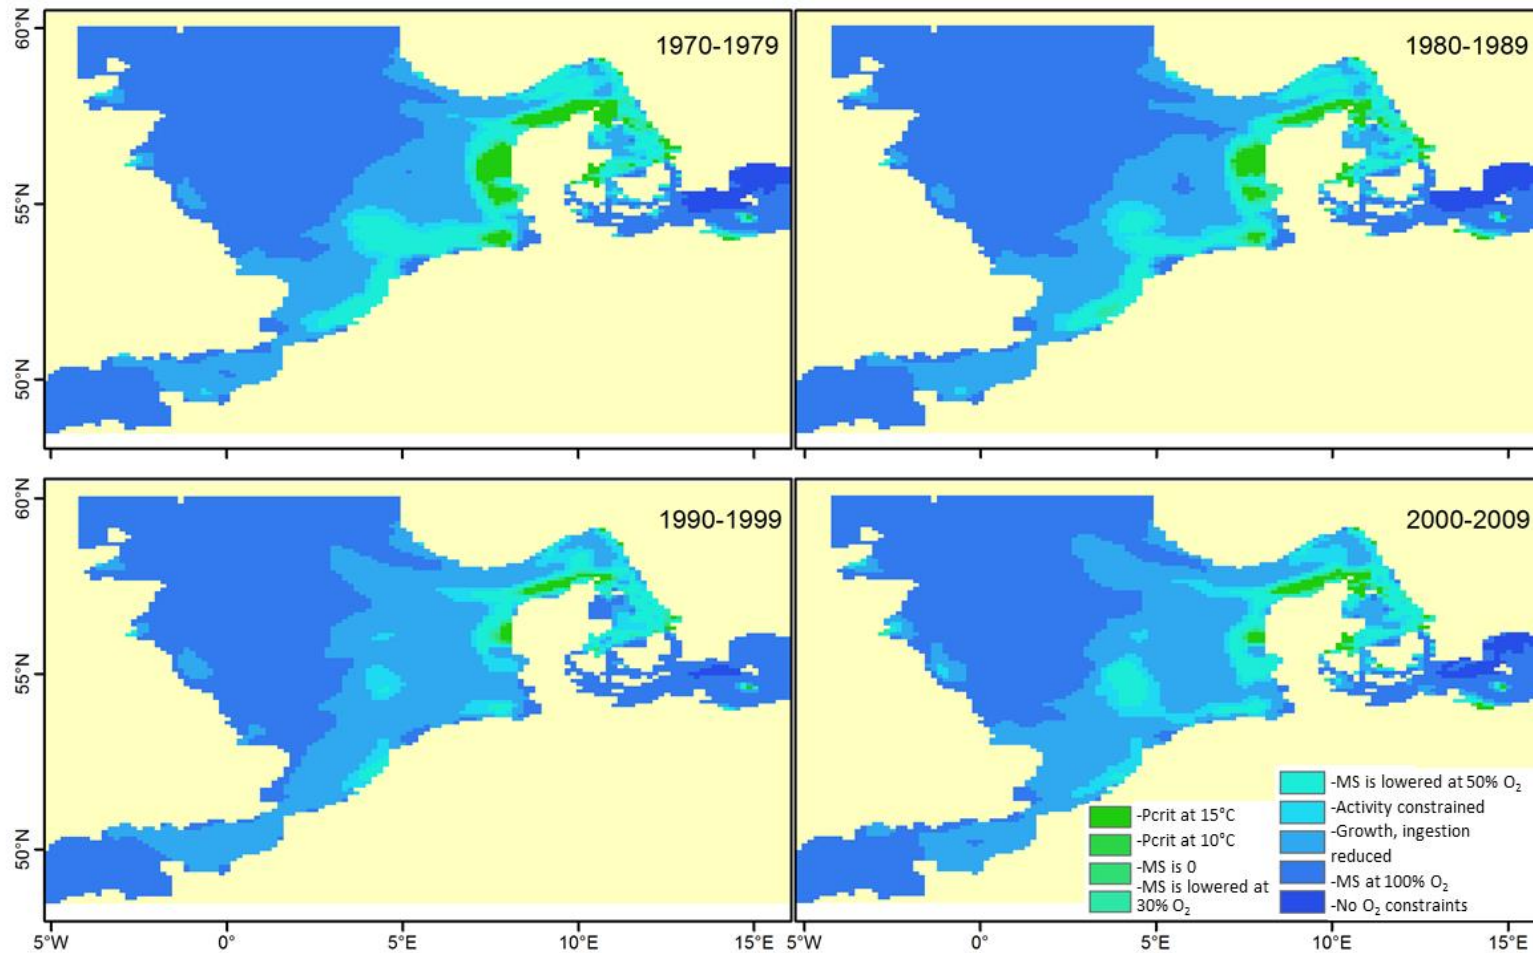 60°N
55°N
50°N
1970-1979
1980-1989
60°N
55°N
50°N
1990-1999
2000-2009
-Pcrit at 15°C
-Pcrit at 10°C
-MS is 0
-MS is lowered at
30% O₂
-MS is lowered at 50% O₂
-Activity constrained
-Growth, ingestion
reduced
-MS at 100% O₂
-No O₂ constraints
5°W 0° 5°E 10°E 15°E
5°W 0° 5°E 10°E 15°E